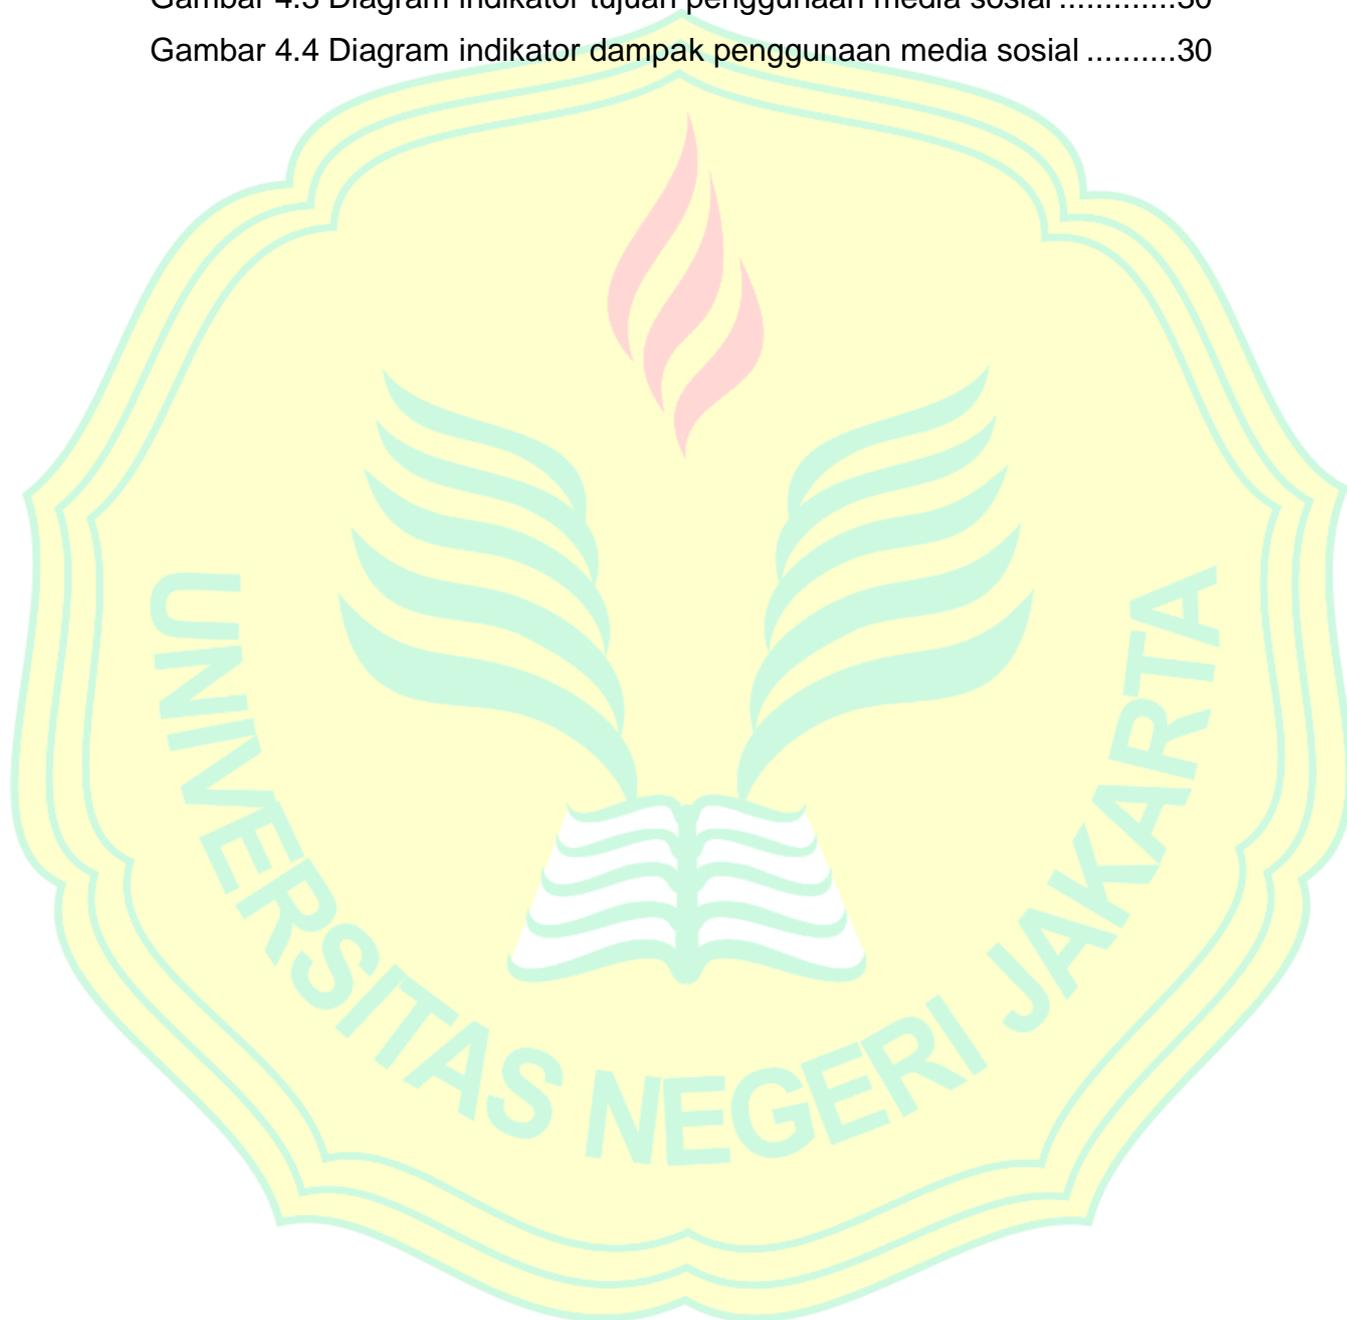 Gambar 4.3 Diagram indikator tujuan penggunaan media sosial .............30
Gambar 4.4 Diagram indikator dampak penggunaan media sosial ..........30
UNIVERSITAS NEGERI JAKARTA